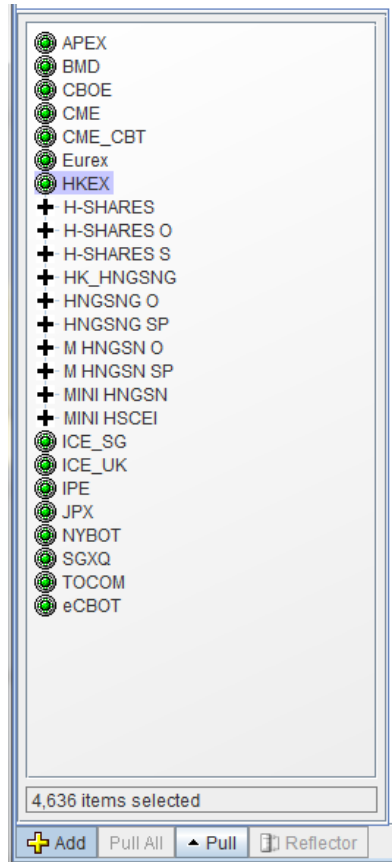 APEX
BMD
CBOE
CME
CME_CBT
Eurex
HKEX
H-SHARES
H-SHARES O
H-SHARES S
HK_HNGSNG
HNGSNG O
HNGSNG SP
M HNGSN O
M HNGSN SP
MINI HNGSN
MINI HSCEI
ICE_SG
ICE_UK
IPE
JPX
NYBOT
SGXQ
TOCOM
eCBOT
4,636 items selected
Add Pull All Pull Reflector